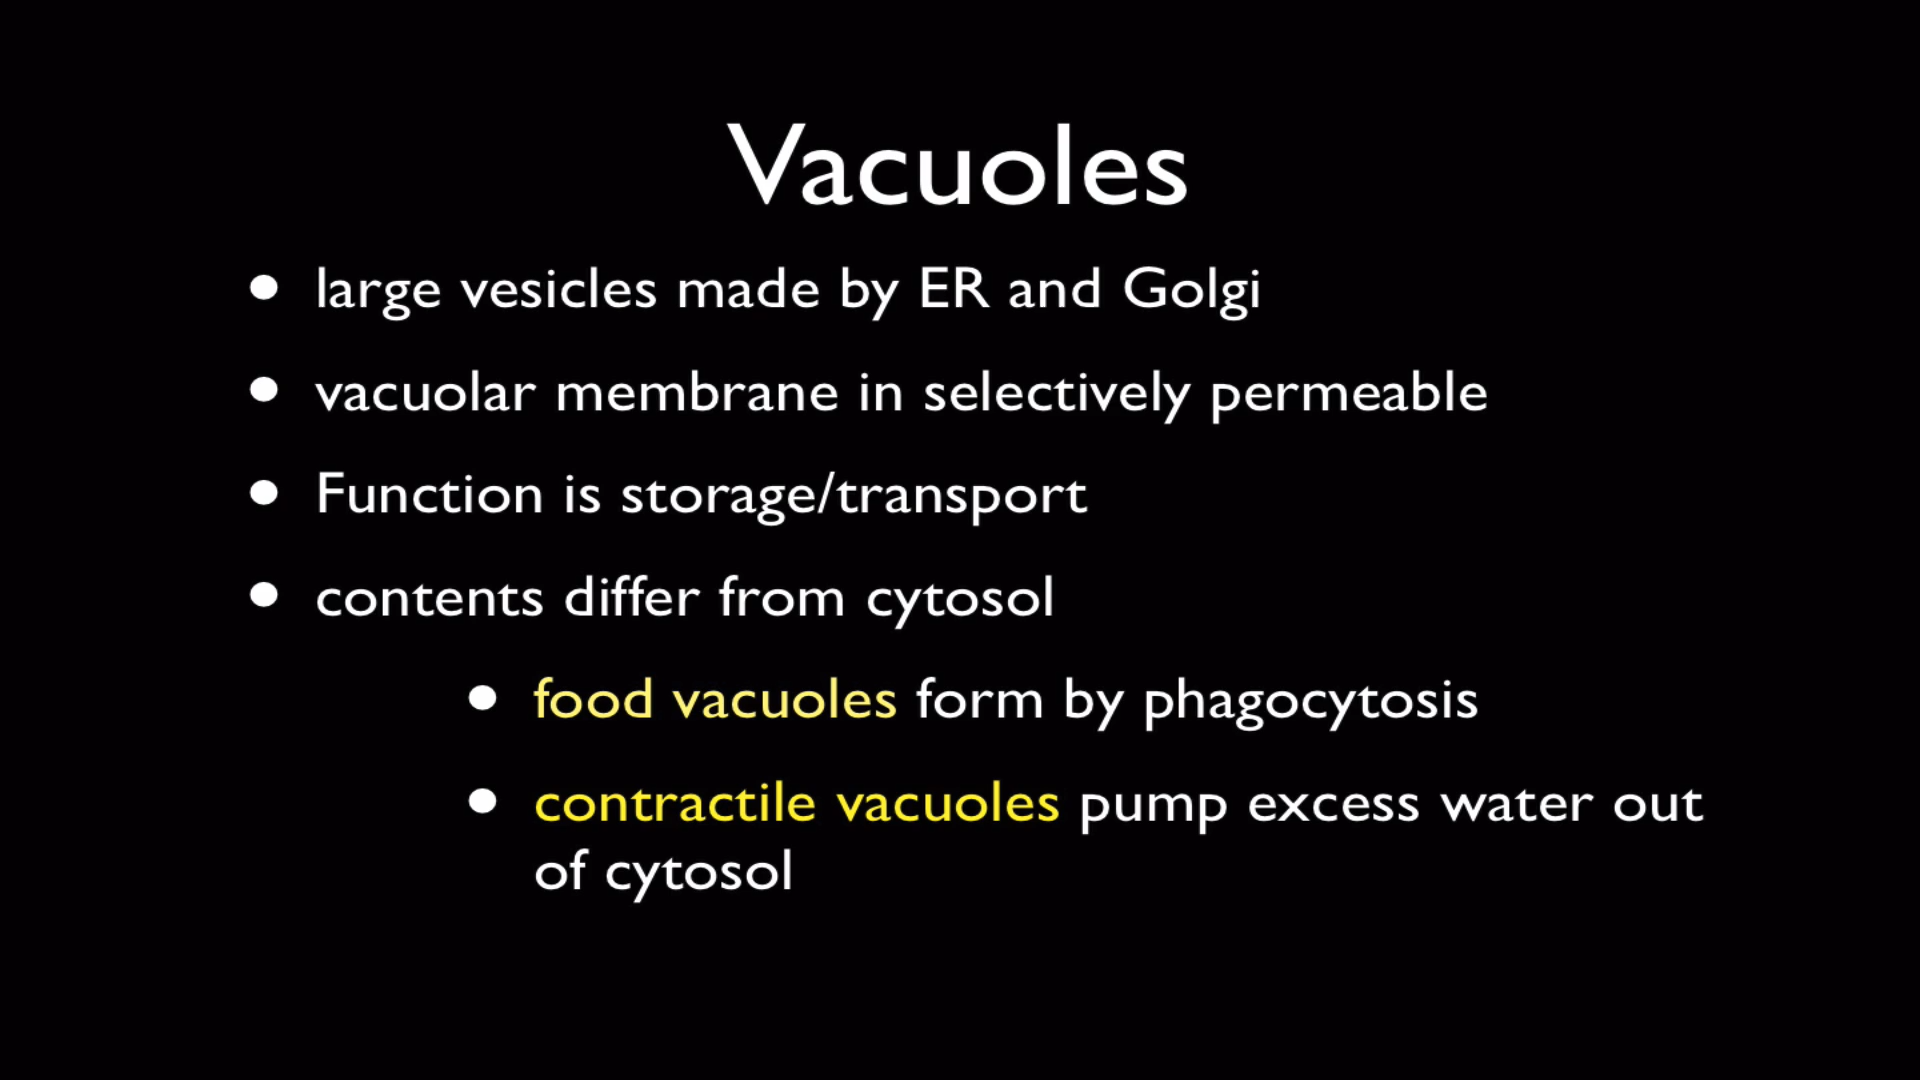 Vacuoles
• large vesicles made by ER and Golgi
• vacuolar membrane in selectively permeable
• Function is storage/transport
• contents differ from cytosol
• food vacuoles form by phagocytosis
• contractile vacuoles pump excess water out
of cytosol